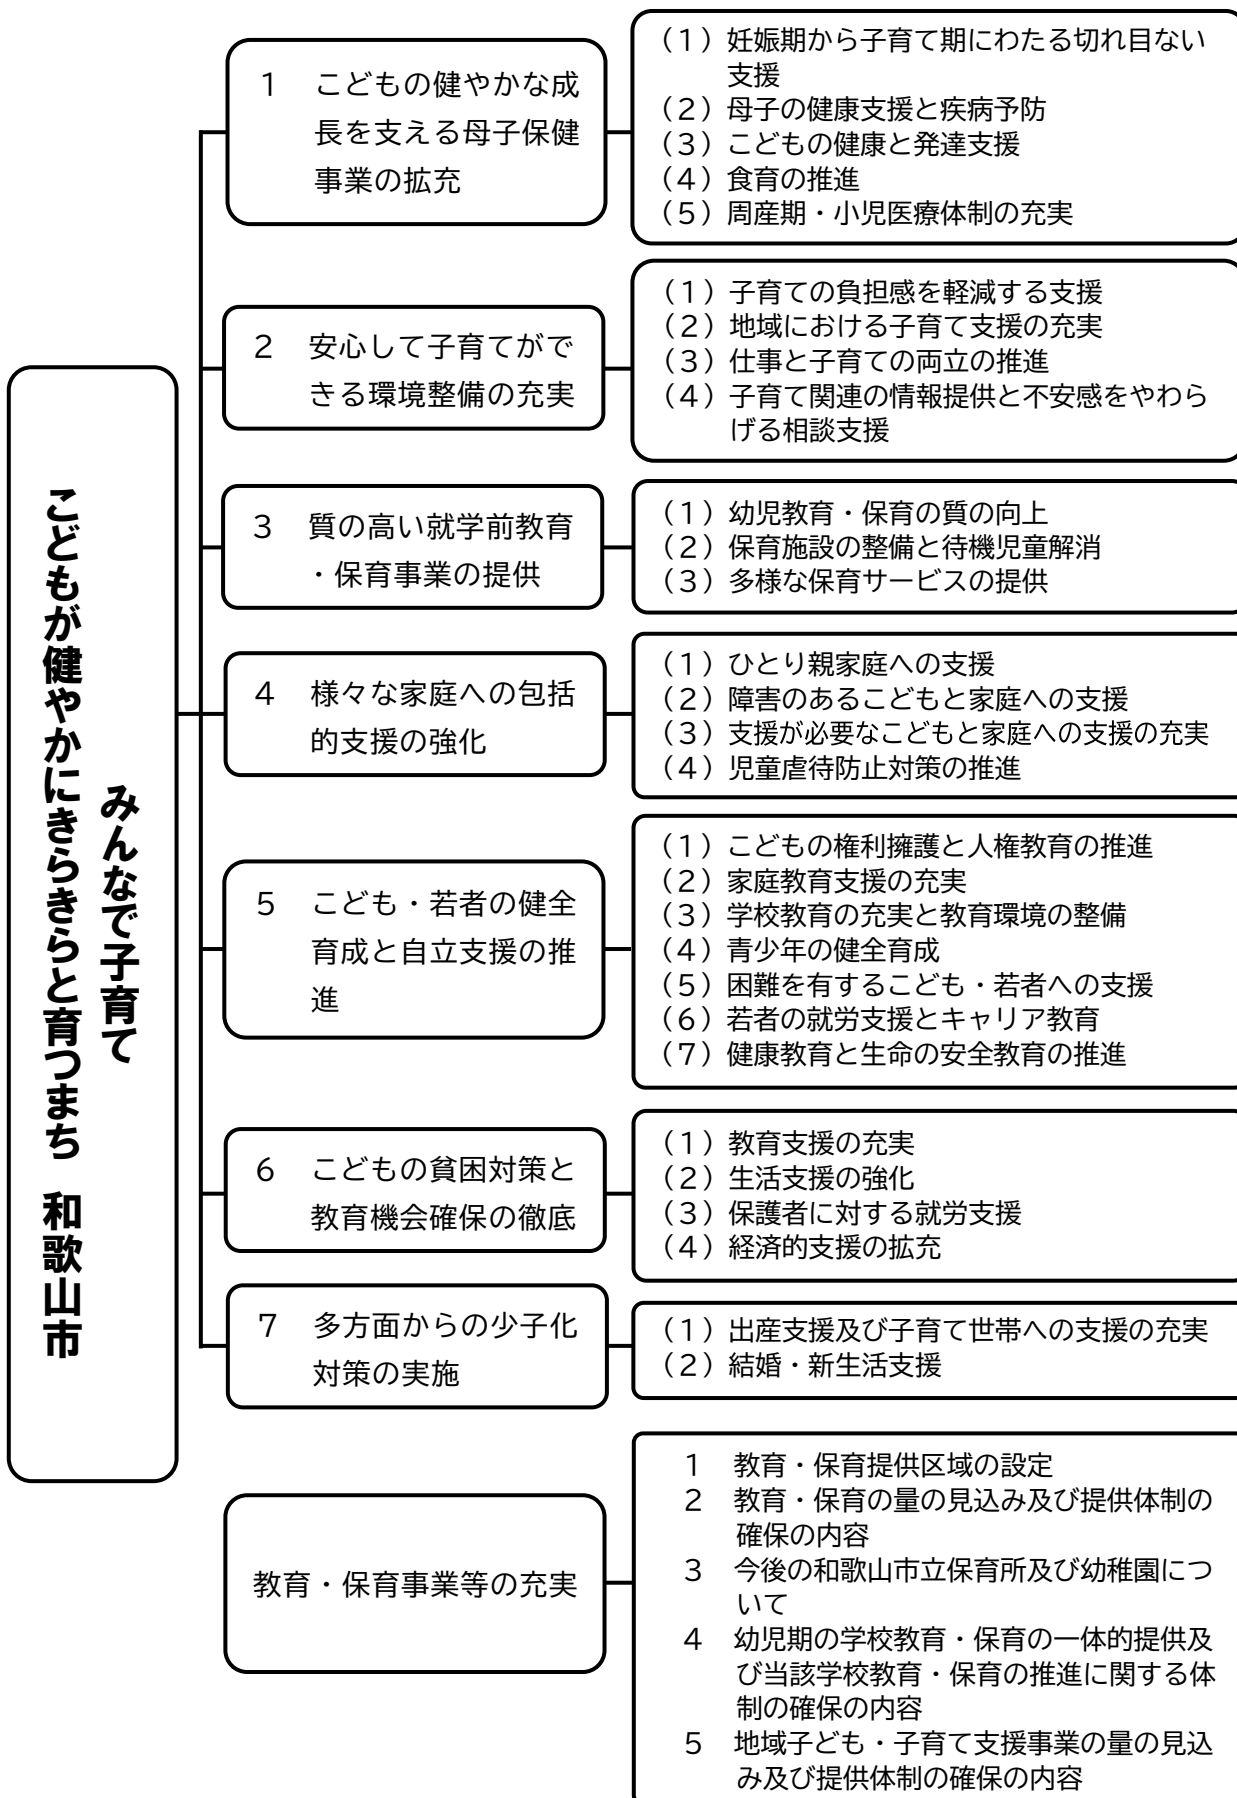 みんなで子育て
こどもが健やかにきらきらと育つまち　和歌山市
１　こどもの健やかな成
長を支える母子保健
事業の拡充
（１）妊娠期から子育て期にわたる切れ目ない
支援
（２）母子の健康支援と疾病予防
（３）こどもの健康と発達支援
（４）食育の推進
（５）周産期・小児医療体制の充実
２　安心して子育てがで
きる環境整備の充実
（１）子育ての負担感を軽減する支援
（２）地域における子育て支援の充実
（３）仕事と子育ての両立の推進
（４）子育て関連の情報提供と不安感をやわら
げる相談支援
３　質の高い就学前教育
・保育事業の提供
（１）幼児教育・保育の質の向上
（２）保育施設の整備と待機児童解消
（３）多様な保育サービスの提供
４　様々な家庭への包括
的支援の強化
（１）ひとり親家庭への支援
（２）障害のあるこどもと家庭への支援
（３）支援が必要なこどもと家庭への支援の充実
（４）児童虐待防止対策の推進
５　こども・若者の健全
育成と自立支援の推
進
（１）こどもの権利擁護と人権教育の推進
（２）家庭教育支援の充実
（３）学校教育の充実と教育環境の整備
（４）青少年の健全育成
（５）困難を有するこども・若者への支援
（６）若者の就労支援とキャリア教育
（７）健康教育と生命の安全教育の推進
６　こどもの貧困対策と
教育機会確保の徹底
（１）教育支援の充実
（２）生活支援の強化
（３）保護者に対する就労支援
（４）経済的支援の拡充
７　多方面からの少子化
対策の実施
（１）出産支援及び子育て世帯への支援の充実
（２）結婚・新生活支援
教育・保育事業等の充実
１　教育・保育提供区域の設定
２　教育・保育の量の見込み及び提供体制の
確保の内容
３　今後の和歌山市立保育所及び幼稚園につ
いて
４　幼児期の学校教育・保育の一体的提供及
び当該学校教育・保育の推進に関する体
制の確保の内容
５　地域子ども・子育て支援事業の量の見込
み及び提供体制の確保の内容